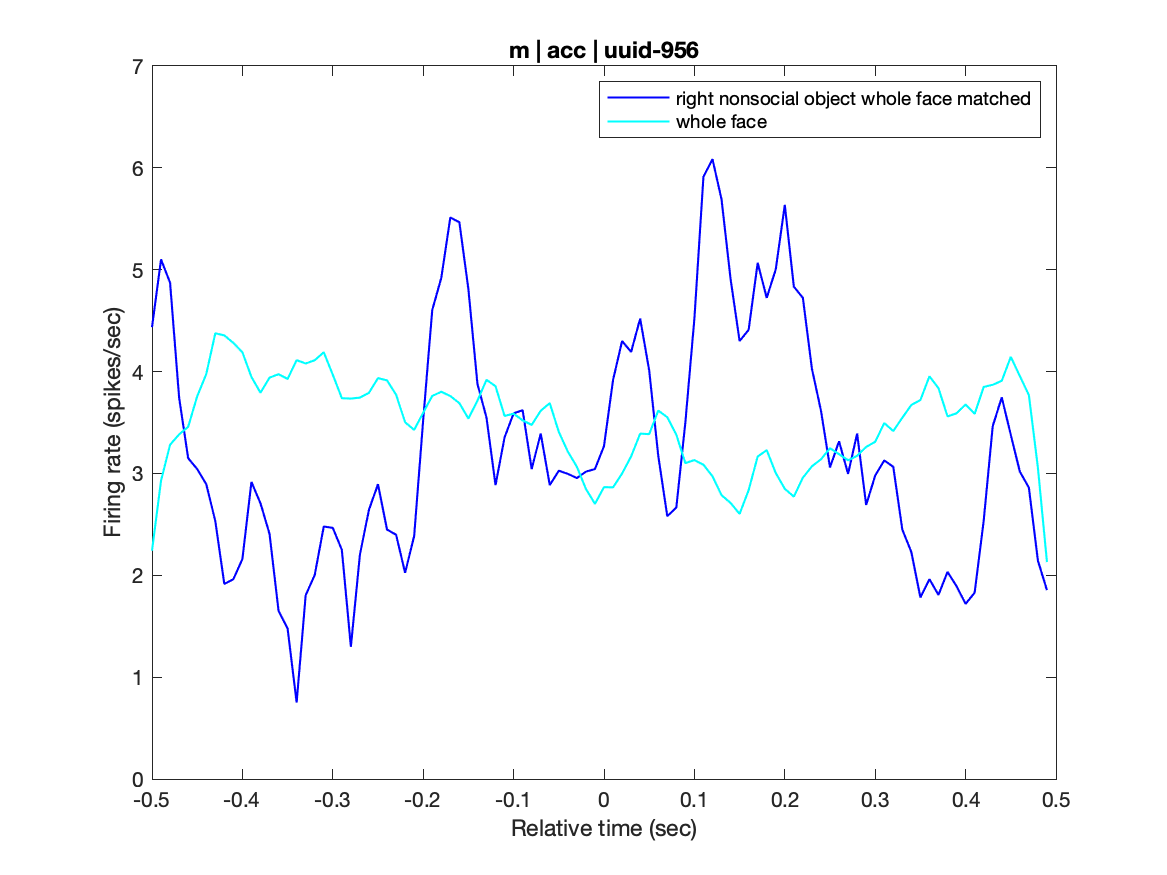 m | acc | uuid-956
right nonsocial object whole face matched
whole face
Firing rate (spikes/sec)
7
6
5
4
3
2
1
0
-0.5 -0.4 -0.3 -0.2 -0.1 0 0.1 0.2 0.3 0.4 0.5
Relative time (sec)